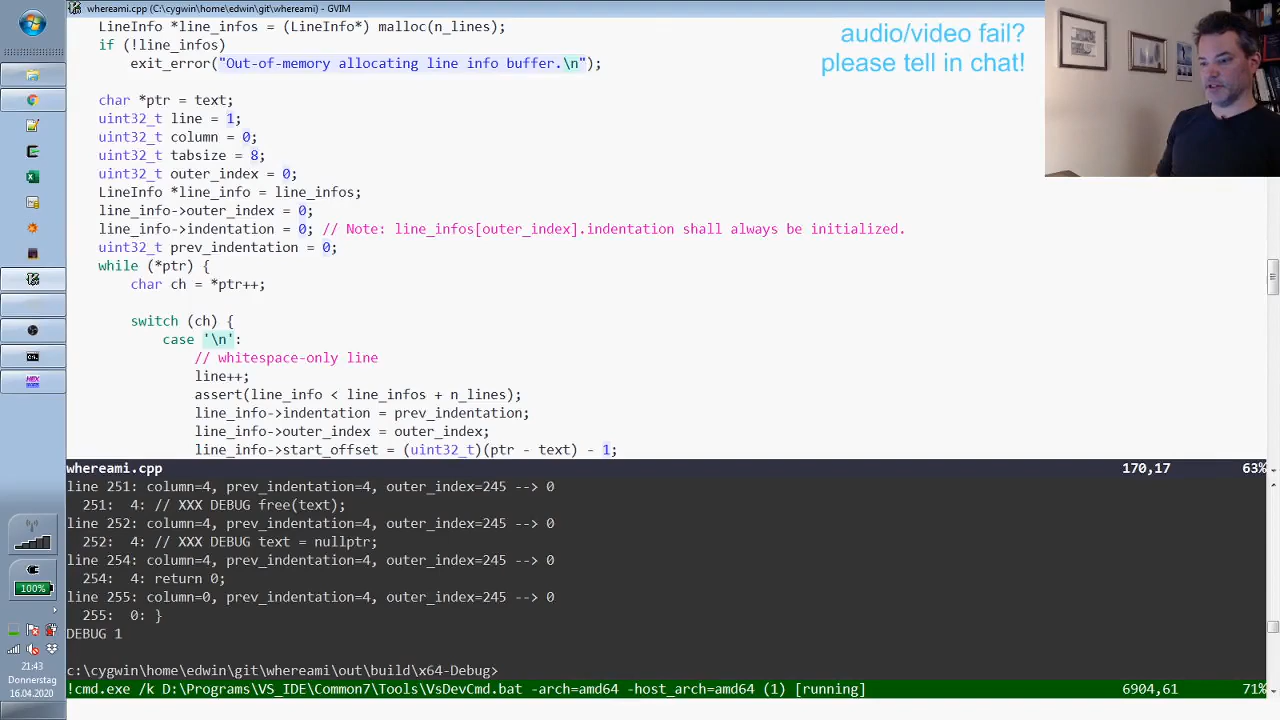 whereami.cpp (C:\cygwin\home\edwin\git\whereami) - GVIM
LineInfo *line_infos = (LineInfo*) malloc(n_lines);
if (!line_infos)
exit_error("Out-of-memory allocating line info buffer.\n");
char *ptr = text;
uint32_t line = 1;
uint32_t column = 0;
uint32_t tabsize = 8;
uint32_t outer_index = 0;
LineInfo *line_info = line_infos;
line_info->outer_index = 0;
line_info->indentation = 0; // Note: line_infos[outer_index].indentation shall always be initialized.
uint32_t prev_indentation = 0;
while (*ptr) {
char ch = *ptr++;
switch (ch) {
case '\n':
// whitespace-only line
line++;
assert(line_info < line_infos + n_lines);
line_info->indentation = prev_indentation;
line_info->outer_index = outer_index;
line_info->start_offset = (uint32_t)(ptr - text) - 1;
audio/video fail?
please tell in chat!
whereami.cpp 170,17 63%
line 251: column=4, prev_indentation=4, outer_index=245 --> 0
251: 4: // XXX DEBUG free(text);
line 252: column=4, prev_indentation=4, outer_index=245 --> 0
252: 4: // XXX DEBUG text = nullptr;
line 254: column=4, prev_indentation=4, outer_index=245 --> 0
254: 4: return 0;
line 255: column=0, prev_indentation=4, outer_index=245 --> 0
255: 0: }
DEBUG 1
c:\cygwin\home\edwin\git\whereami\out\build\x64-Debug>
!cmd.exe /k D:\Programs\VS_IDE\Common7\Tools\VsDevCmd.bat -arch=amd64 -host_arch=amd64 (1) [running] 6904,61 71%
HEX
100%
21:43
Donnerstag
16.04.2020